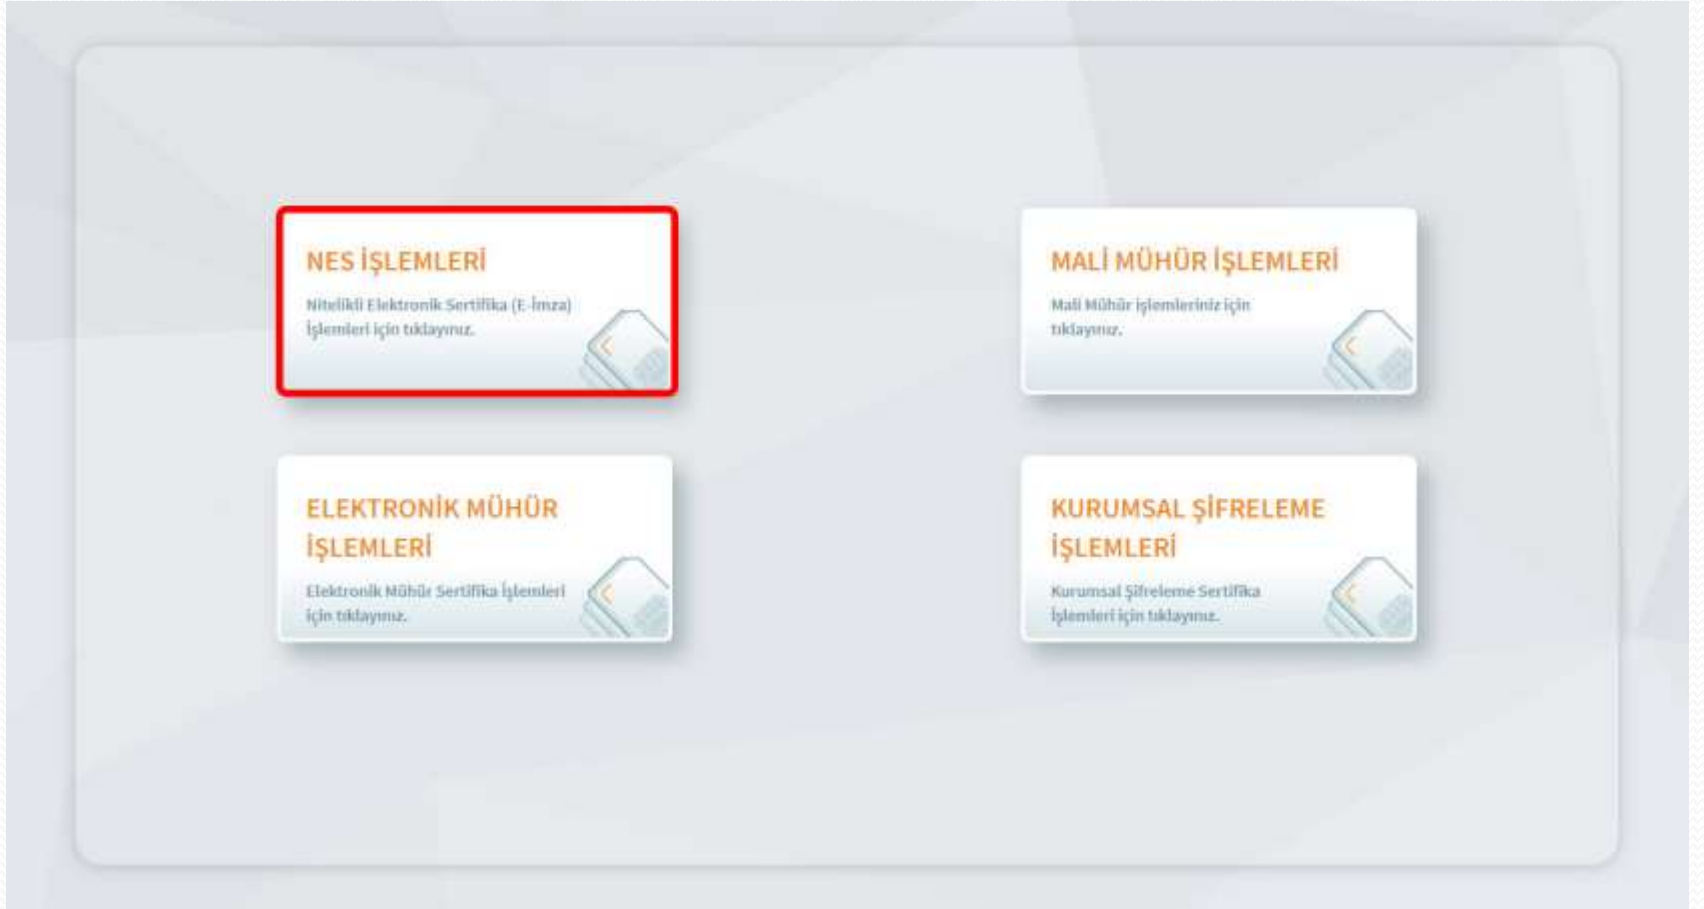 NES İŞLEMLERİ
Nitelikli Elektronik Sertifika (E-İmza)
İşlemleri için tıklayınız.
MALİ MÜHÜR İŞLEMLERİ
Mali Mühür işlemleriniz için
tıklayınız.
ELEKTRONİK MÜHÜR
İŞLEMLERİ
Elektronik Mühür Sertifika İşlemleri
için tıklayınız.
KURUMSAL ŞİFRELEME
İŞLEMLERİ
Kurumsal Şifreleme Sertifika
İşlemleri için tıklayınız.